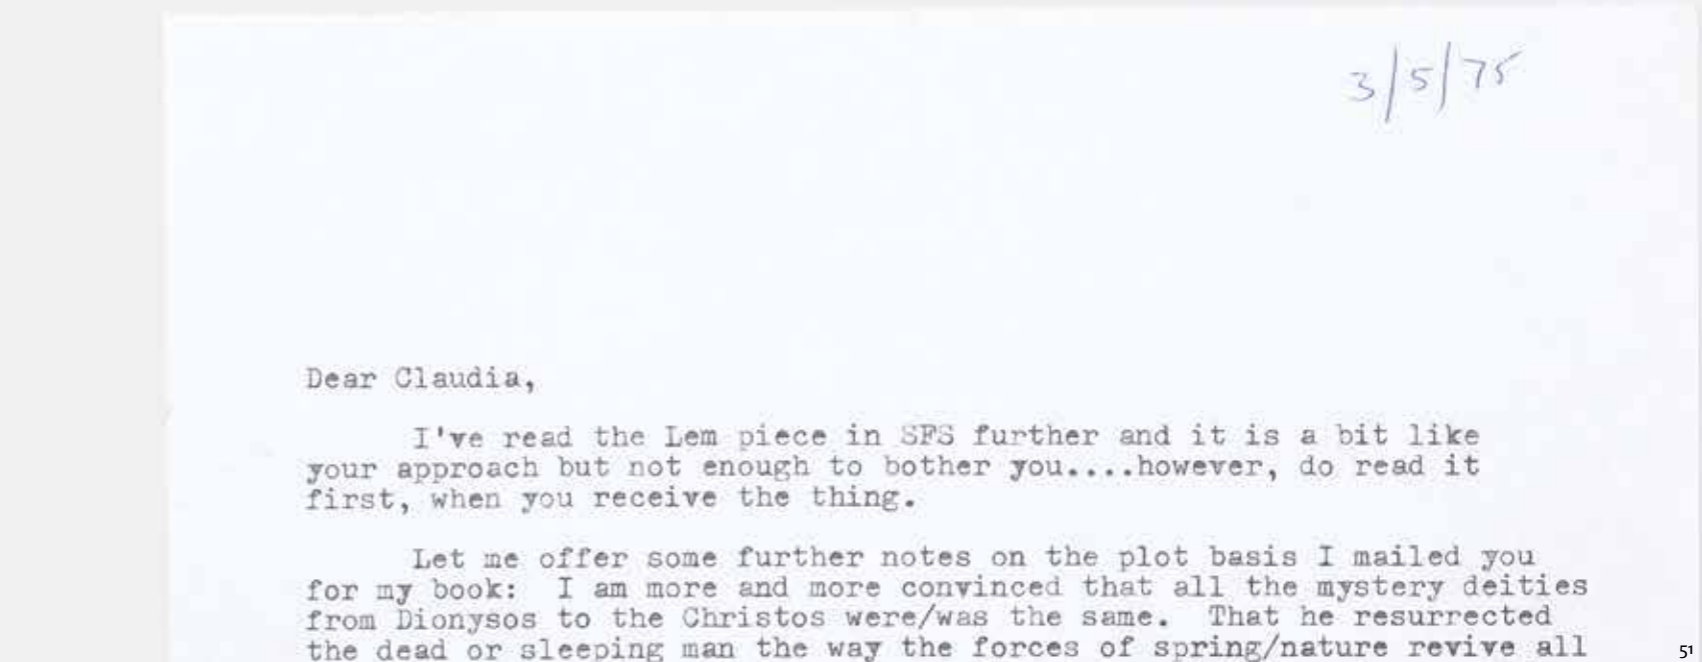 3/5/75
Dear Claudia,
I've read the Lem piece in SFS further and it is a bit like
your approach but not enough to bother you....however, do read it
first, when you receive the thing.
Let me offer some further notes on the plot basis I mailed you
for my book:  I am more and more convinced that all the mystery deities
from Dionysos to the Christos were/was the same.  That he resurrected
the dead or sleeping man the way the forces of spring/nature revive all
51